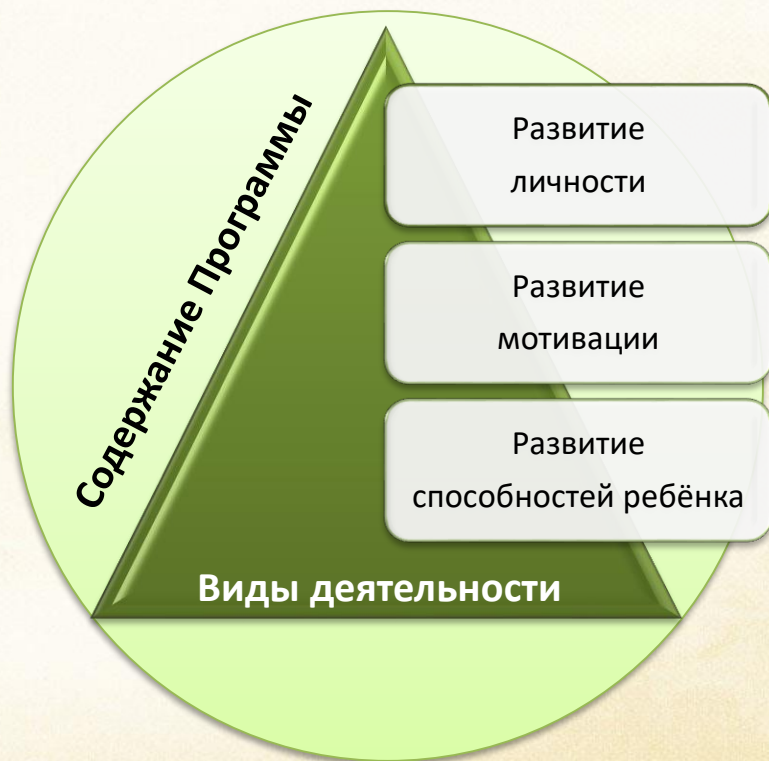 Содержание Программы
Развитие
личности
Развитие
мотивации
Развитие
способностей ребёнка
Виды деятельности